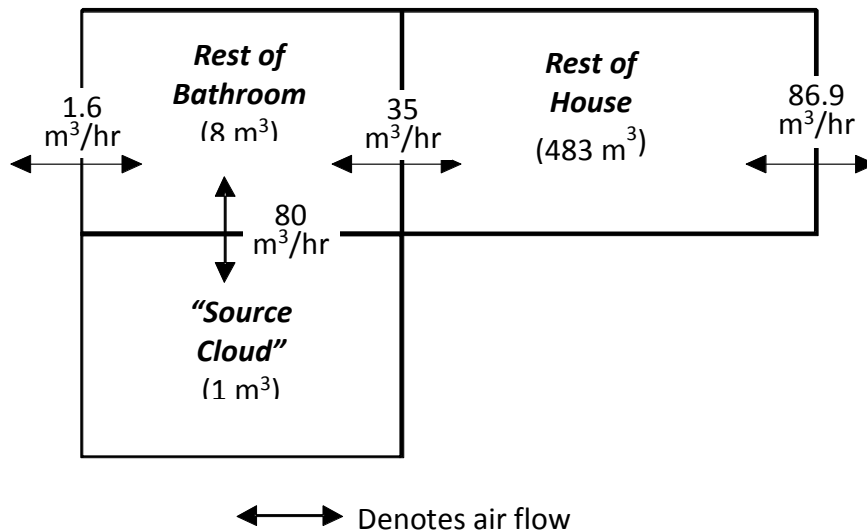 Rest of
Bathroom
(8 m³)
1.6
m³/hr
35
m³/hr
Rest of
House
(483 m³)
86.9
m³/hr
80
m³/hr
“Source
Cloud”
(1 m³)
Denotes air flow